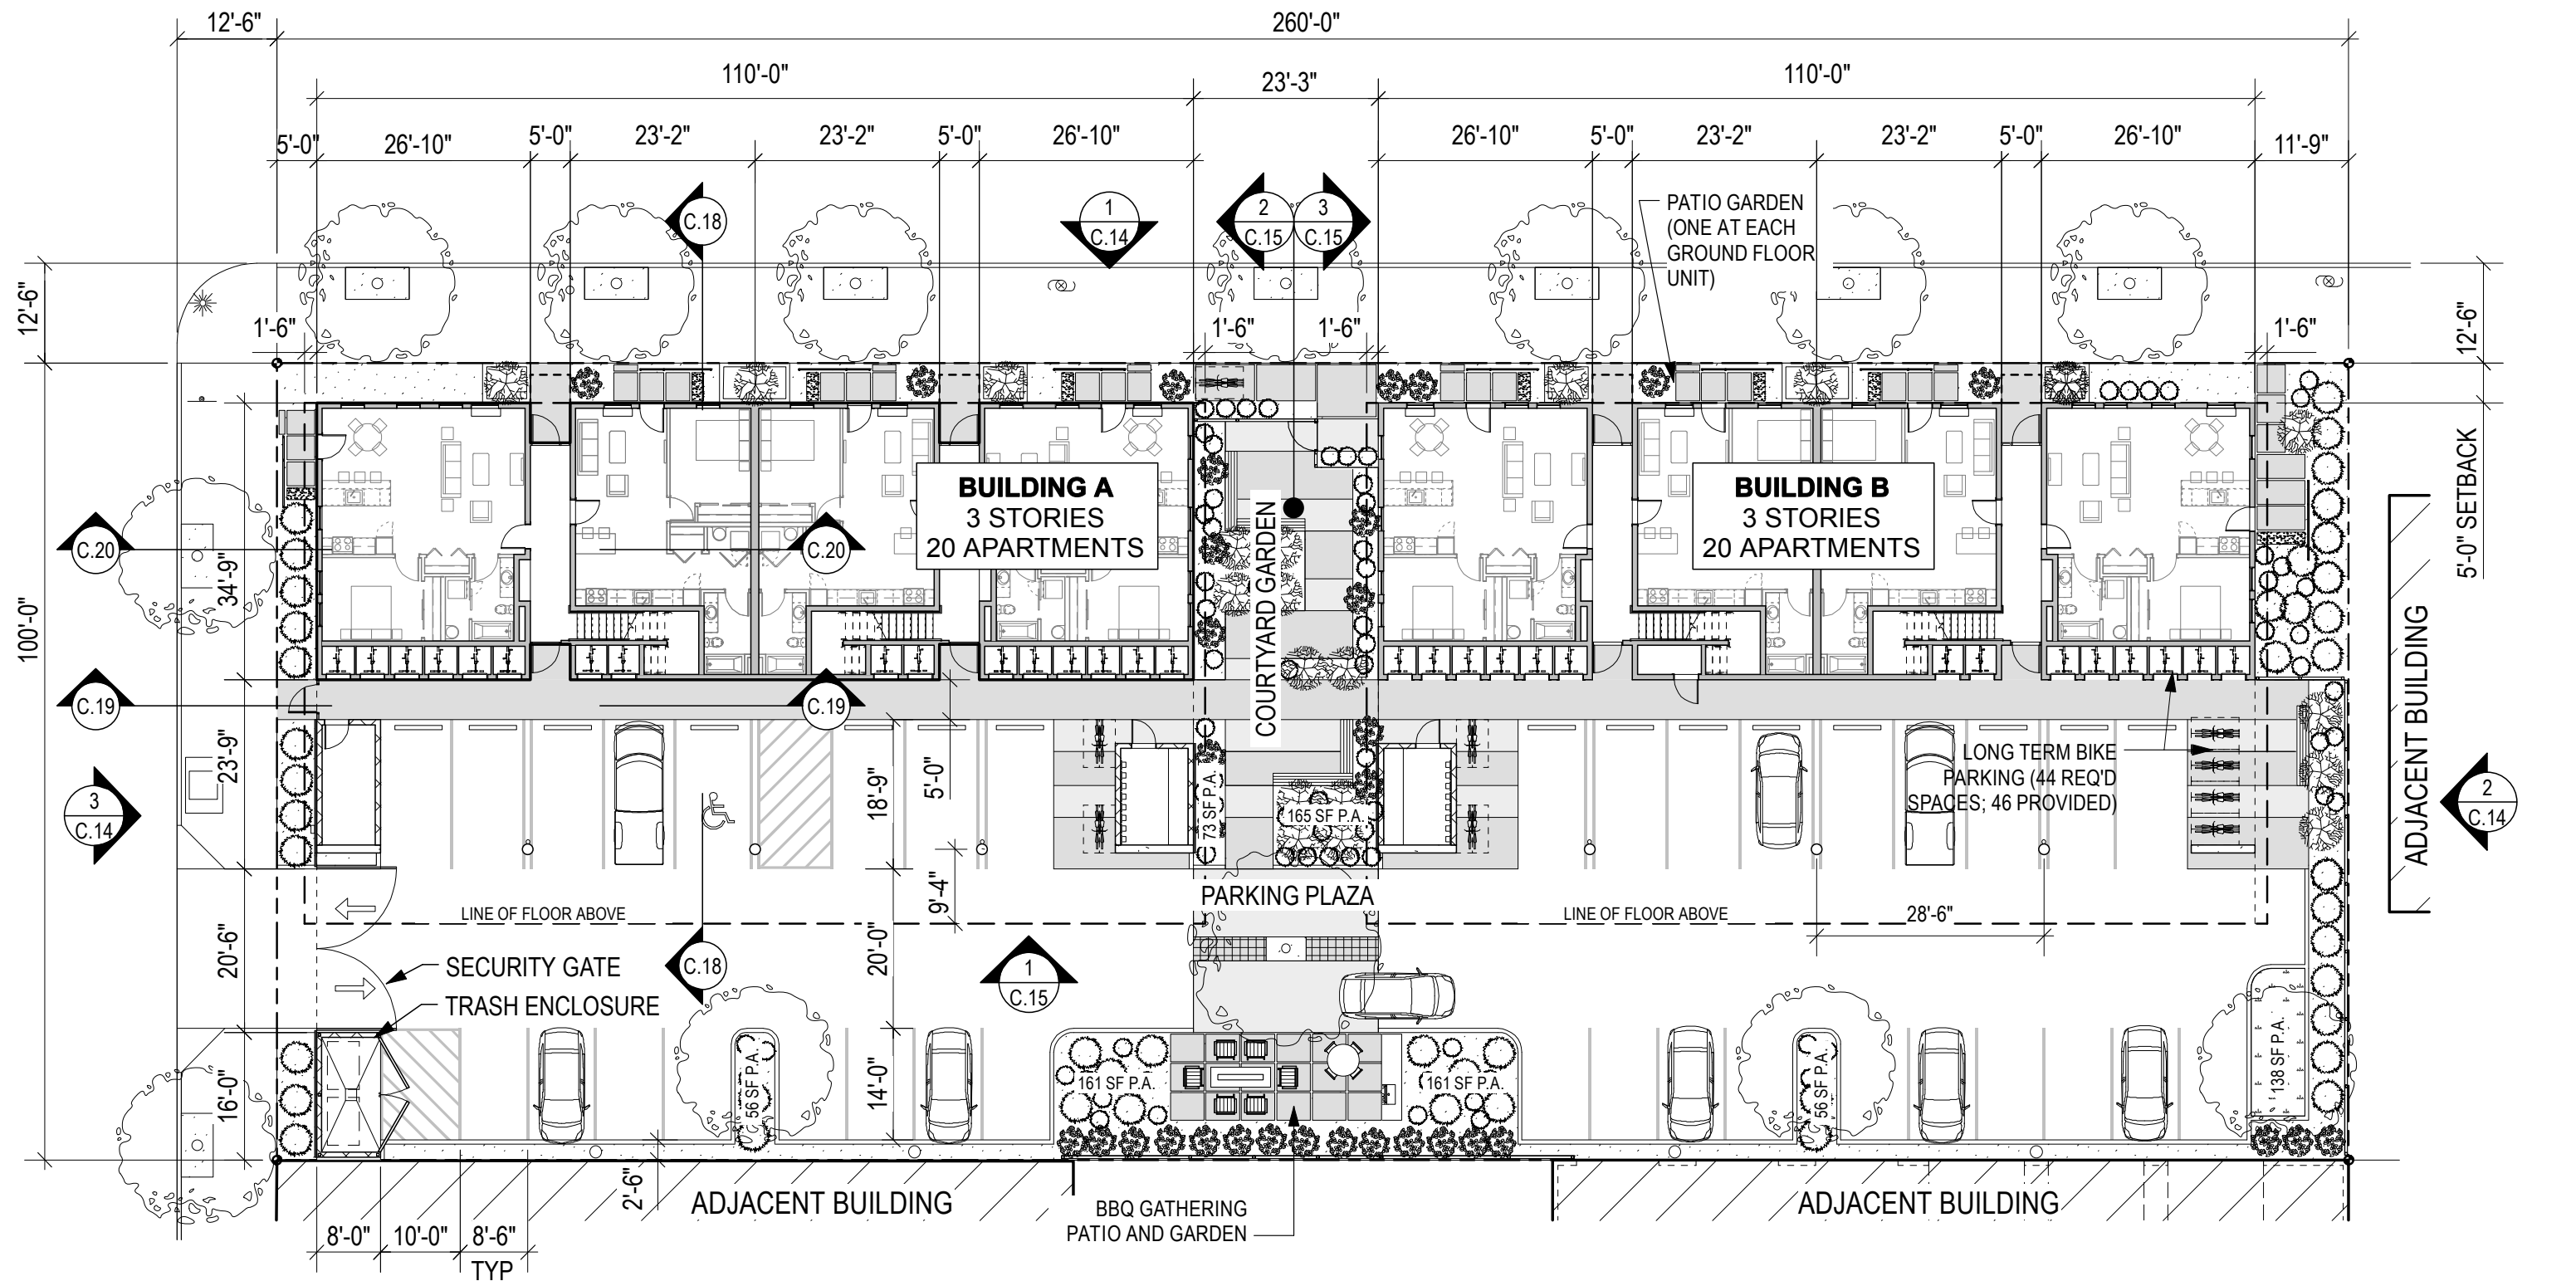 12'-6"
260'-0"
110'-0"
23'-3"
110'-0"
5'-0"
26'-10"
5'-0"
23'-2"
23'-2"
5'-0"
26'-10"
26'-10"
5'-0"
23'-2"
23'-2"
5'-0"
26'-10"
11'-9"
C.18
1
C.14
2
C.15
3
C.15
PATIO GARDEN
(ONE AT EACH
GROUND FLOOR
UNIT)
12'-6"
1'-6"
1'-6"
1'-6"
1'-6"
12'-6"
5'-0" SETBACK
BUILDING A
3 STORIES
20 APARTMENTS
COURTYARD GARDEN
BUILDING B
3 STORIES
20 APARTMENTS
C.20
C.20
34'-9"
100'-0"
C.19
C.19
ADJACENT BUILDING
23'-9"
3
C.14
18'-9"
5'-0"
73 SF P.A.
165 SF P.A.
LONG TERM BIKE
PARKING (44 REQ'D
SPACES; 46 PROVIDED)
2
C.14
9'-4"
PARKING PLAZA
LINE OF FLOOR ABOVE
LINE OF FLOOR ABOVE
28'-6"
20'-6"
20'-0"
SECURITY GATE
TRASH ENCLOSURE
C.18
1
C.15
16'-0"
56 SF P.A.
14'-0"
161 SF P.A.
161 SF P.A.
56 SF P.A.
138 SF P.A.
2'-6"
ADJACENT BUILDING
BBQ GATHERING
PATIO AND GARDEN
ADJACENT BUILDING
8'-0"
10'-0"
8'-6"
TYP